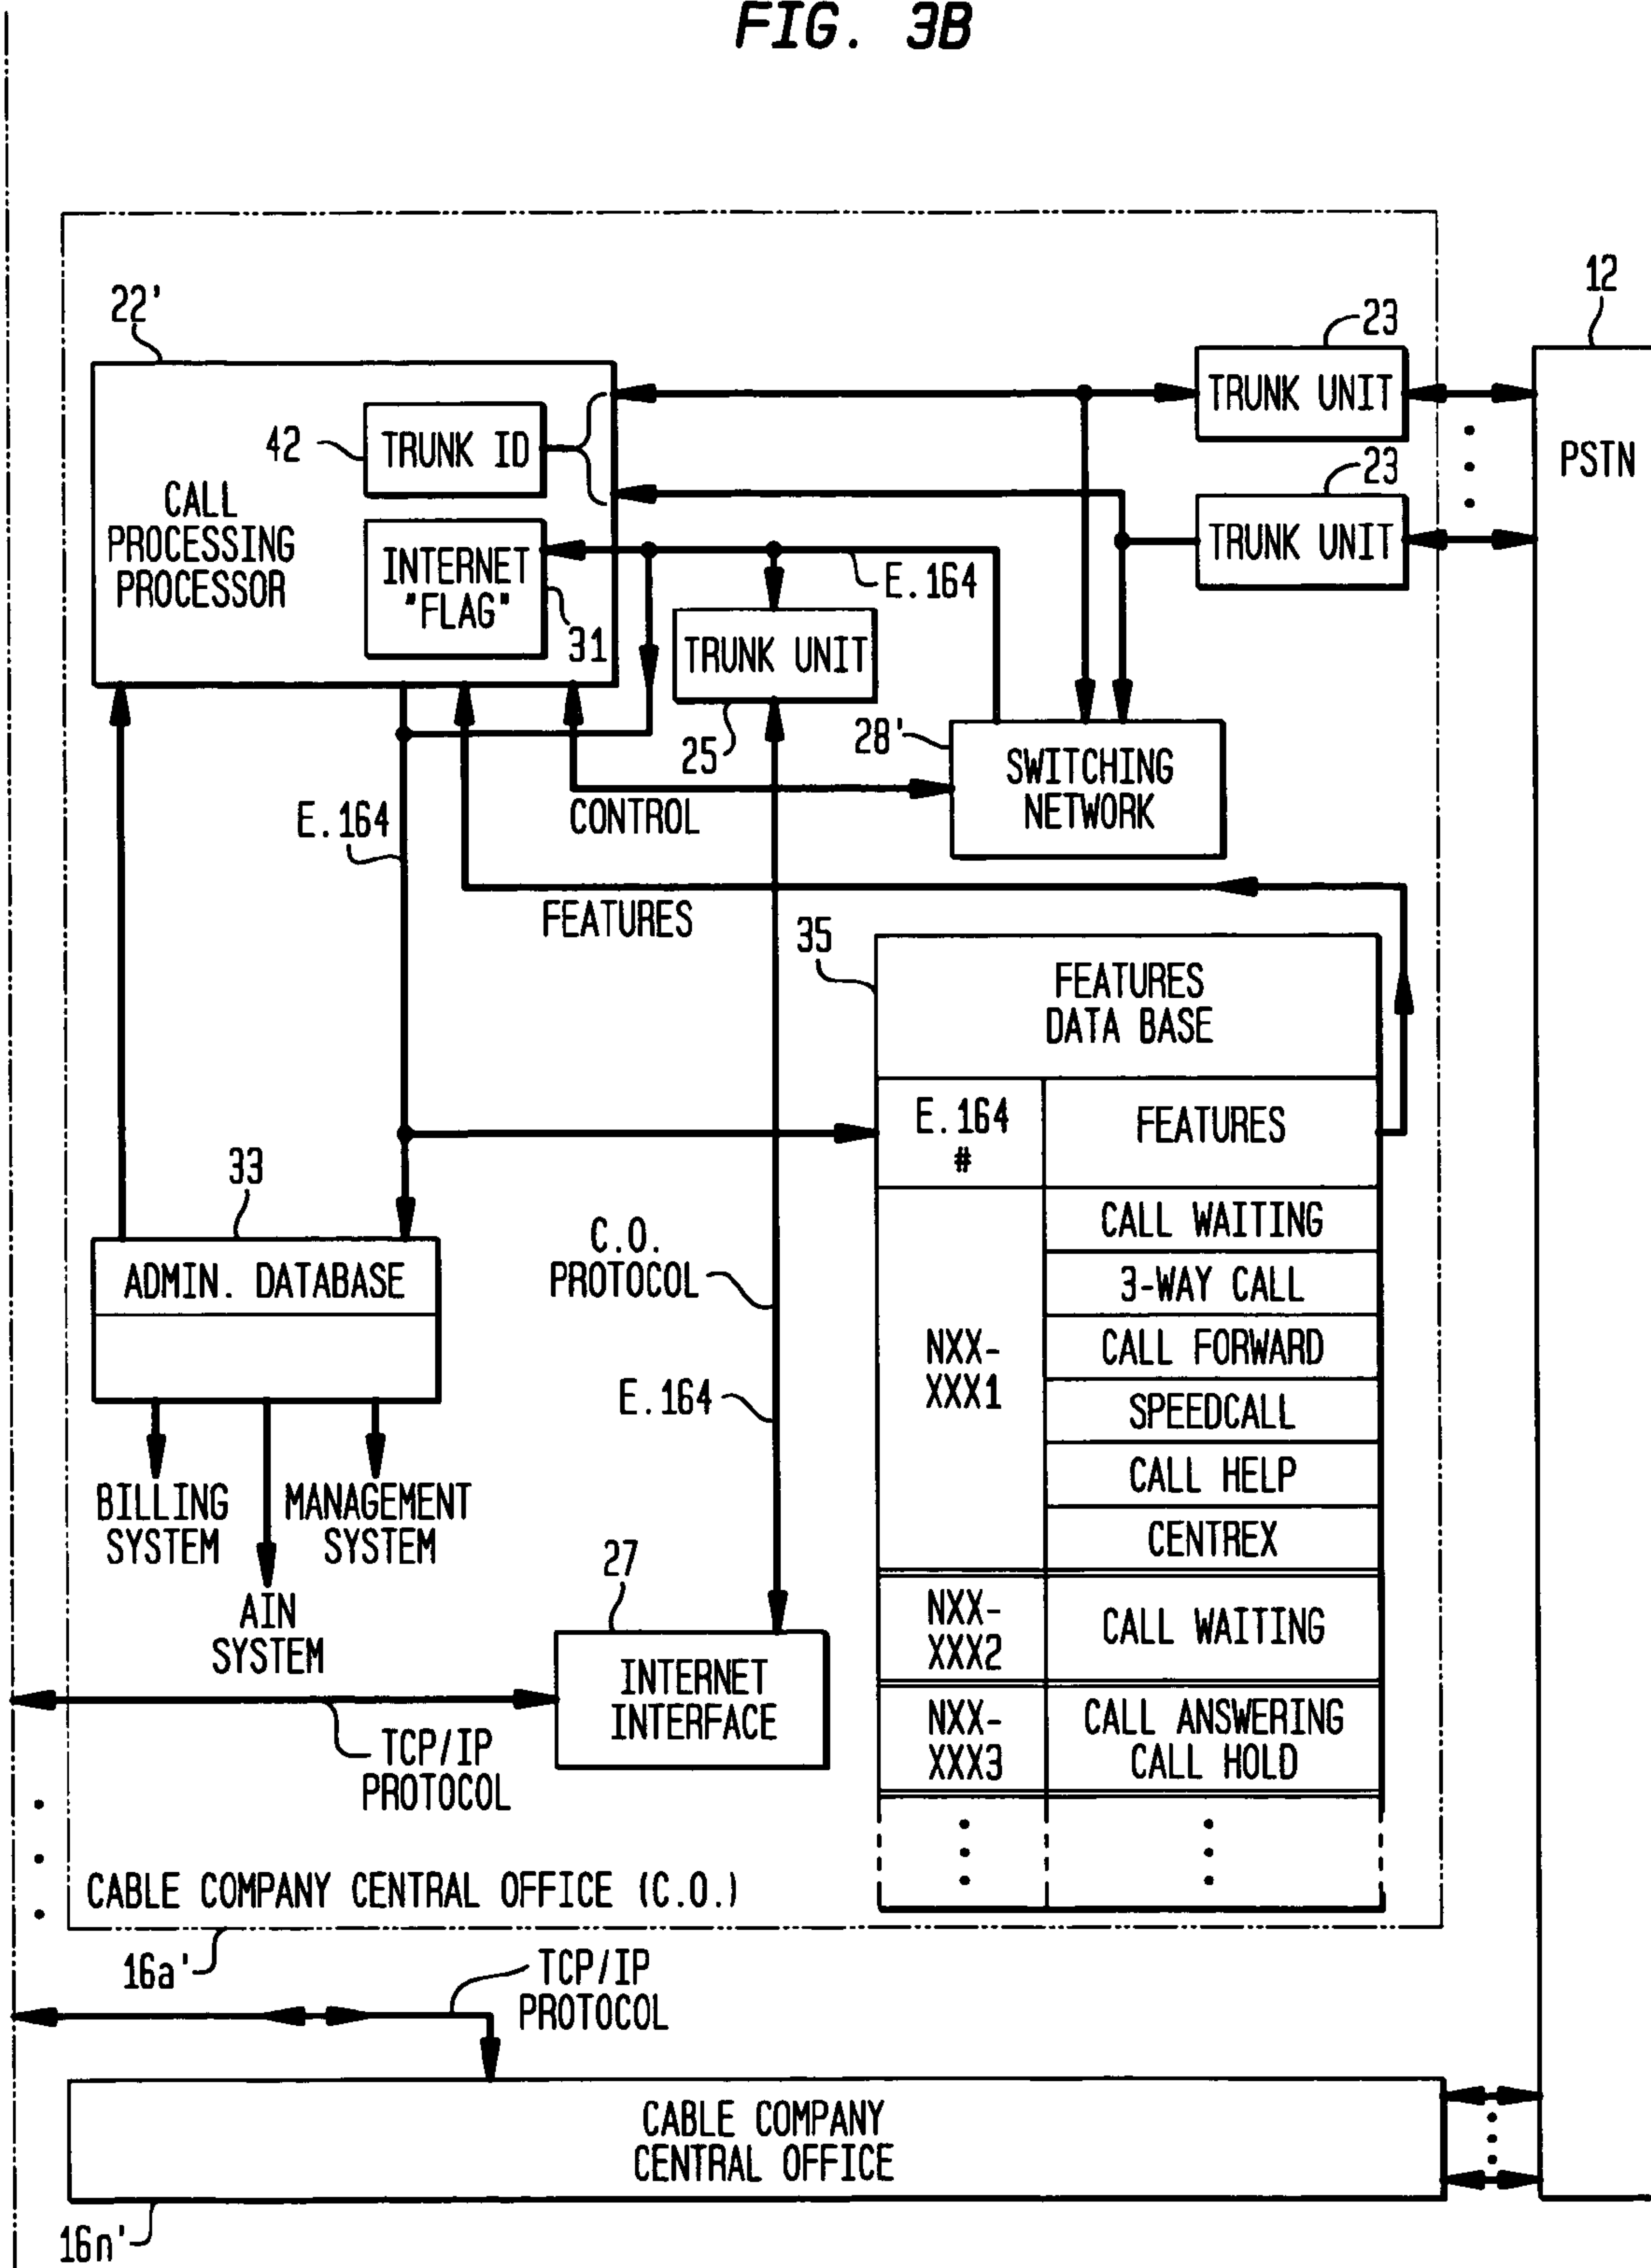 FIG. 3B
22'
12
23
TRUNK UNIT
42
TRUNK ID
PSTN
23
CALL
PROCESSING
PROCESSOR
TRUNK UNIT
INTERNET
"FLAG"
31
E.164
TRUNK UNIT
25
28'
SWITCHING
NETWORK
CONTROL
E.164
FEATURES
35
FEATURES
DATA BASE
E.164
#
FEATURES
33
ADMIN. DATABASE
C.O.
PROTOCOL
E.164
NXX-
XXX1
CALL WAITING
3-WAY CALL
CALL FORWARD
SPEEDCALL
CALL HELP
CENTREX
BILLING
SYSTEM
MANAGEMENT
SYSTEM
AIN
SYSTEM
27
INTERNET
INTERFACE
NXX-
XXX2
CALL WAITING
NXX-
XXX3
CALL ANSWERING
CALL HOLD
TCP/IP
PROTOCOL
CABLE COMPANY CENTRAL OFFICE (C.O.)
16a'
TCP/IP
PROTOCOL
CABLE COMPANY
CENTRAL OFFICE
16n'